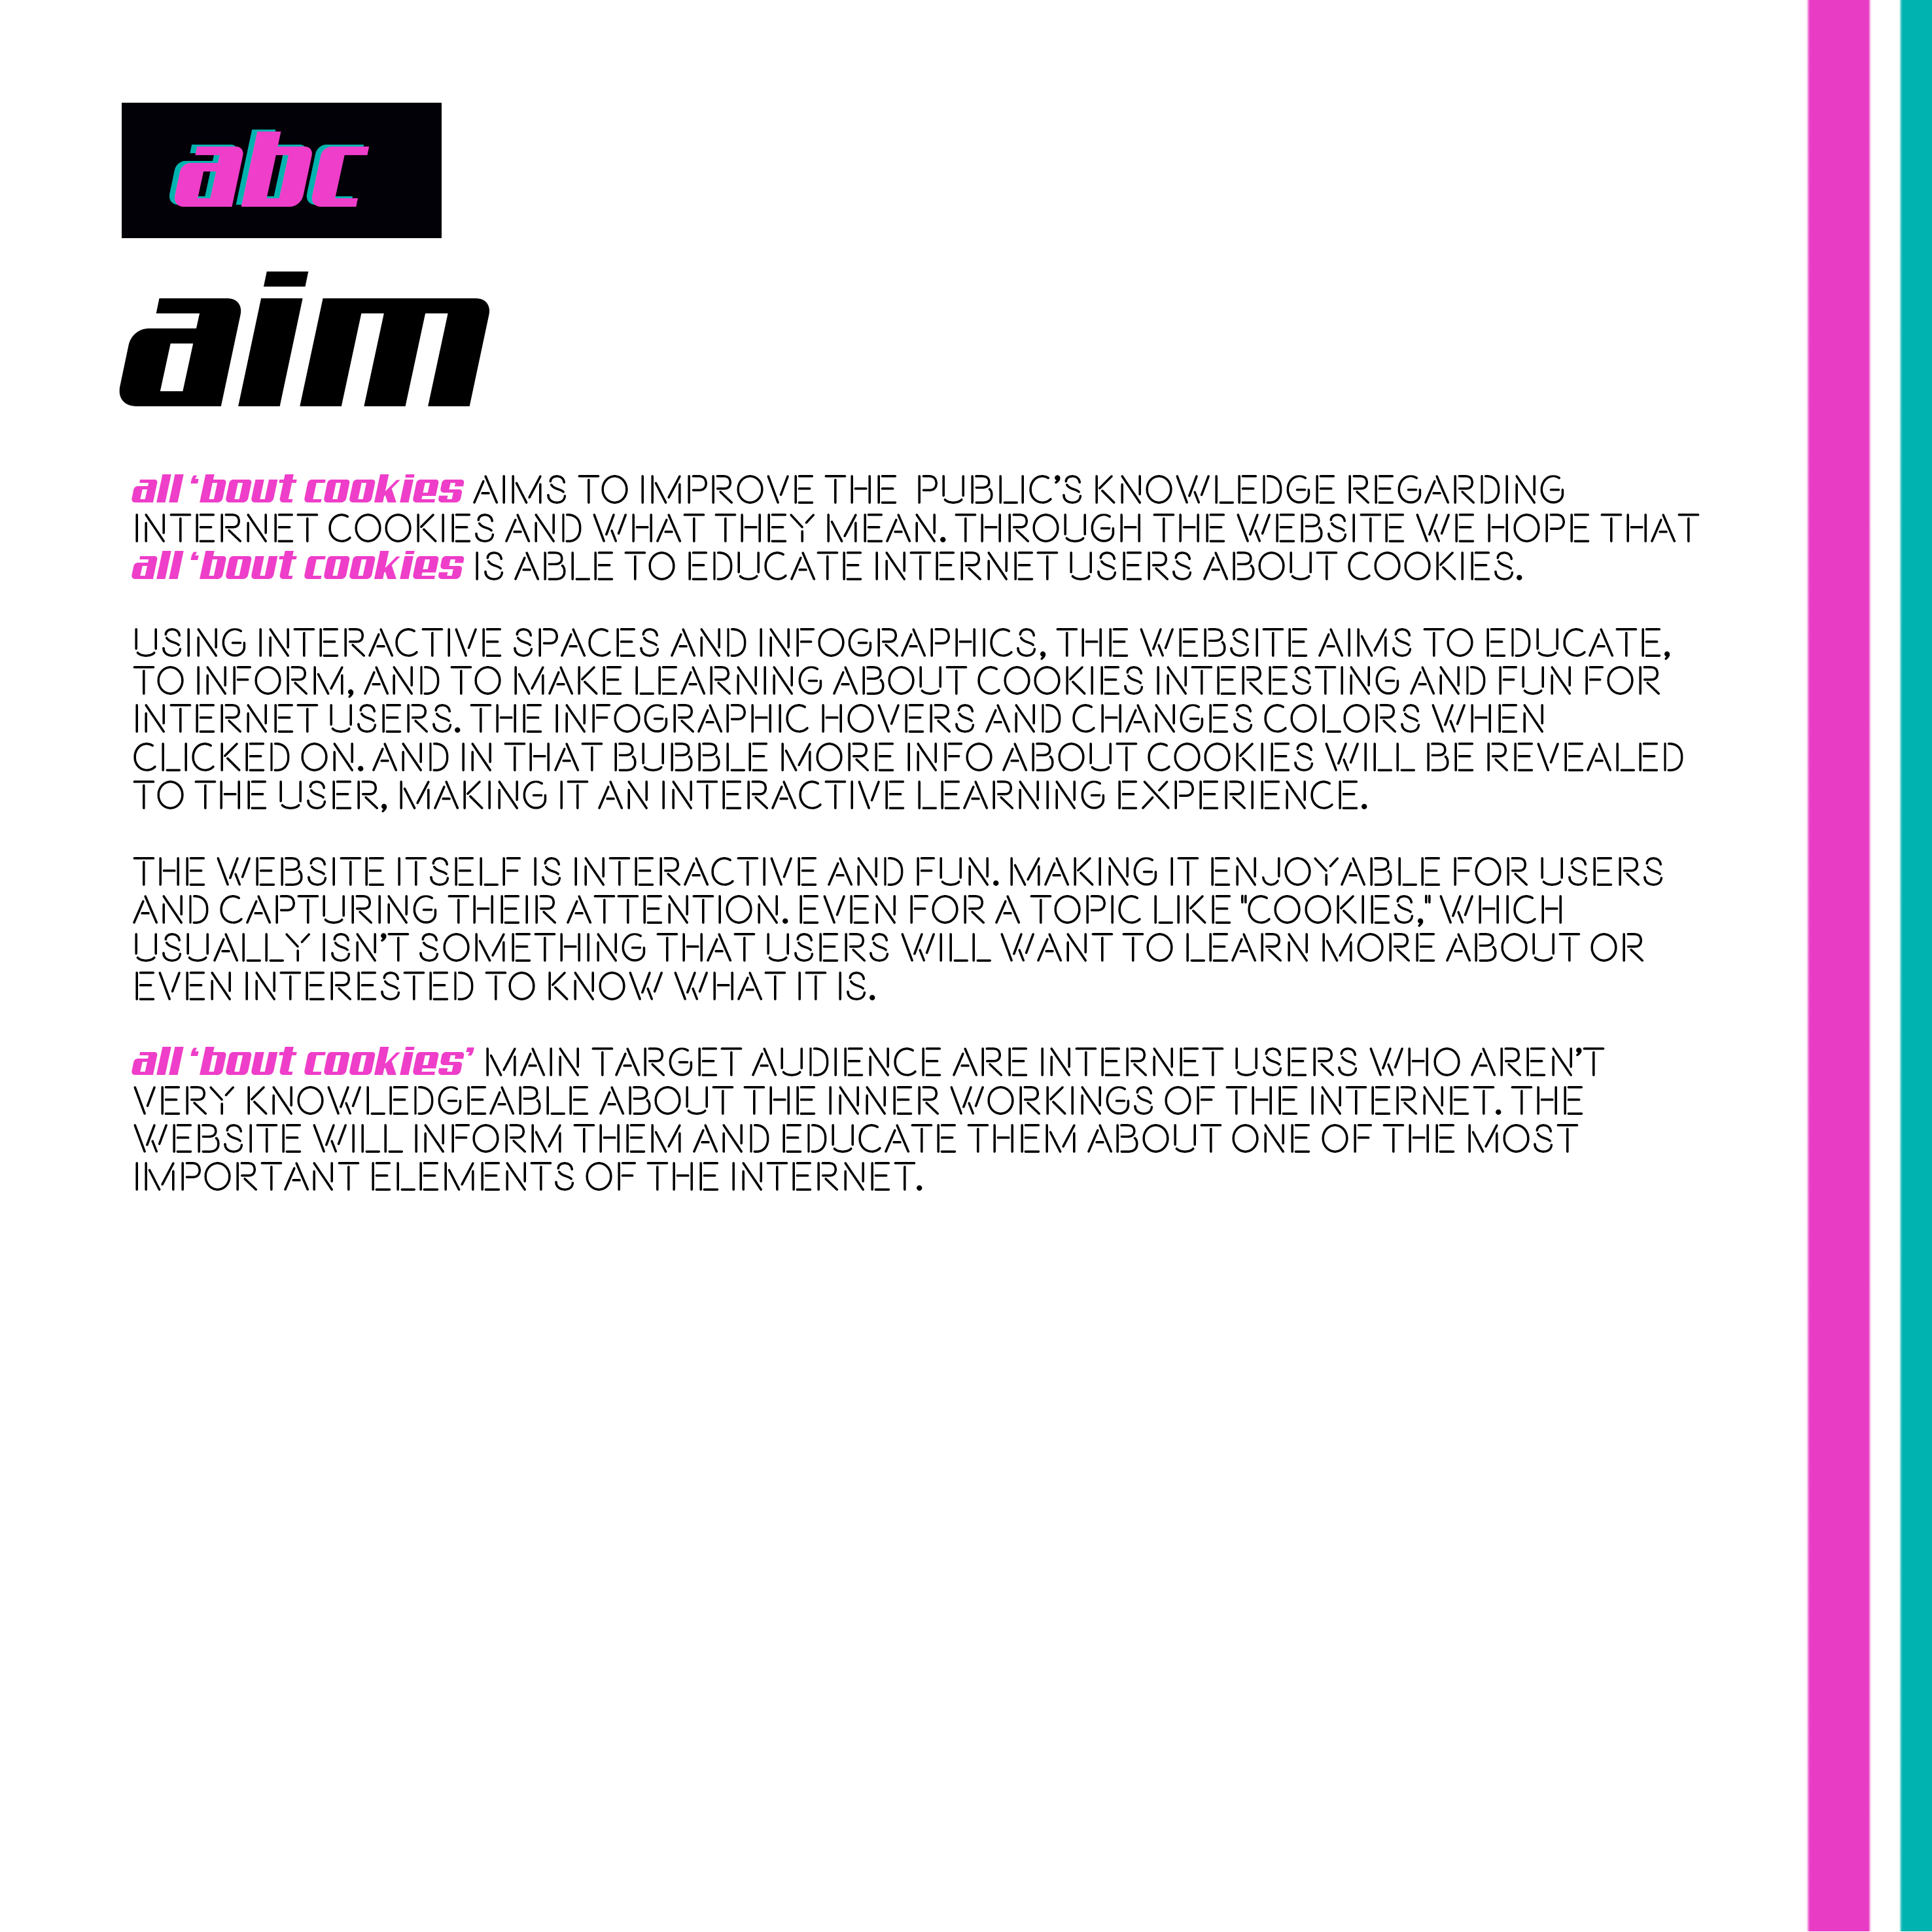 abc
aim
all ‘bout cookies AIMS TO IMPROVE THE PUBLIC’S KNOWLEDGE REGARDING
INTERNET COOKIES AND WHAT THEY MEAN. THROUGH THE WEBSITE WE HOPE THAT
all ‘bout cookies IS ABLE TO EDUCATE INTERNET USERS ABOUT COOKIES.
USING INTERACTIVE SPACES AND INFOGRAPHICS, THE WEBSITE AIMS TO EDUCATE,
TO INFORM, AND TO MAKE LEARNING ABOUT COOKIES INTERESTING AND FUN FOR
INTERNET USERS. THE INFOGRAPHIC HOVERS AND CHANGES COLORS WHEN
CLICKED ON. AND IN THAT BUBBLE MORE INFO ABOUT COOKIES WILL BE REVEALED
TO THE USER, MAKING IT AN INTERACTIVE LEARNING EXPERIENCE.
THE WEBSITE ITSELF IS INTERACTIVE AND FUN. MAKING IT ENJOYABLE FOR USERS
AND CAPTURING THEIR ATTENTION. EVEN FOR A TOPIC LIKE "COOKIES," WHICH
USUALLY ISN’T SOMETHING THAT USERS WILL WANT TO LEARN MORE ABOUT OR
EVEN INTERESTED TO KNOW WHAT IT IS.
all ‘bout cookies’ MAIN TARGET AUDIENCE ARE INTERNET USERS WHO AREN’T
VERY KNOWLEDGEABLE ABOUT THE INNER WORKINGS OF THE INTERNET. THE
WEBSITE WILL INFORM THEM AND EDUCATE THEM ABOUT ONE OF THE MOST
IMPORTANT ELEMENTS OF THE INTERNET.